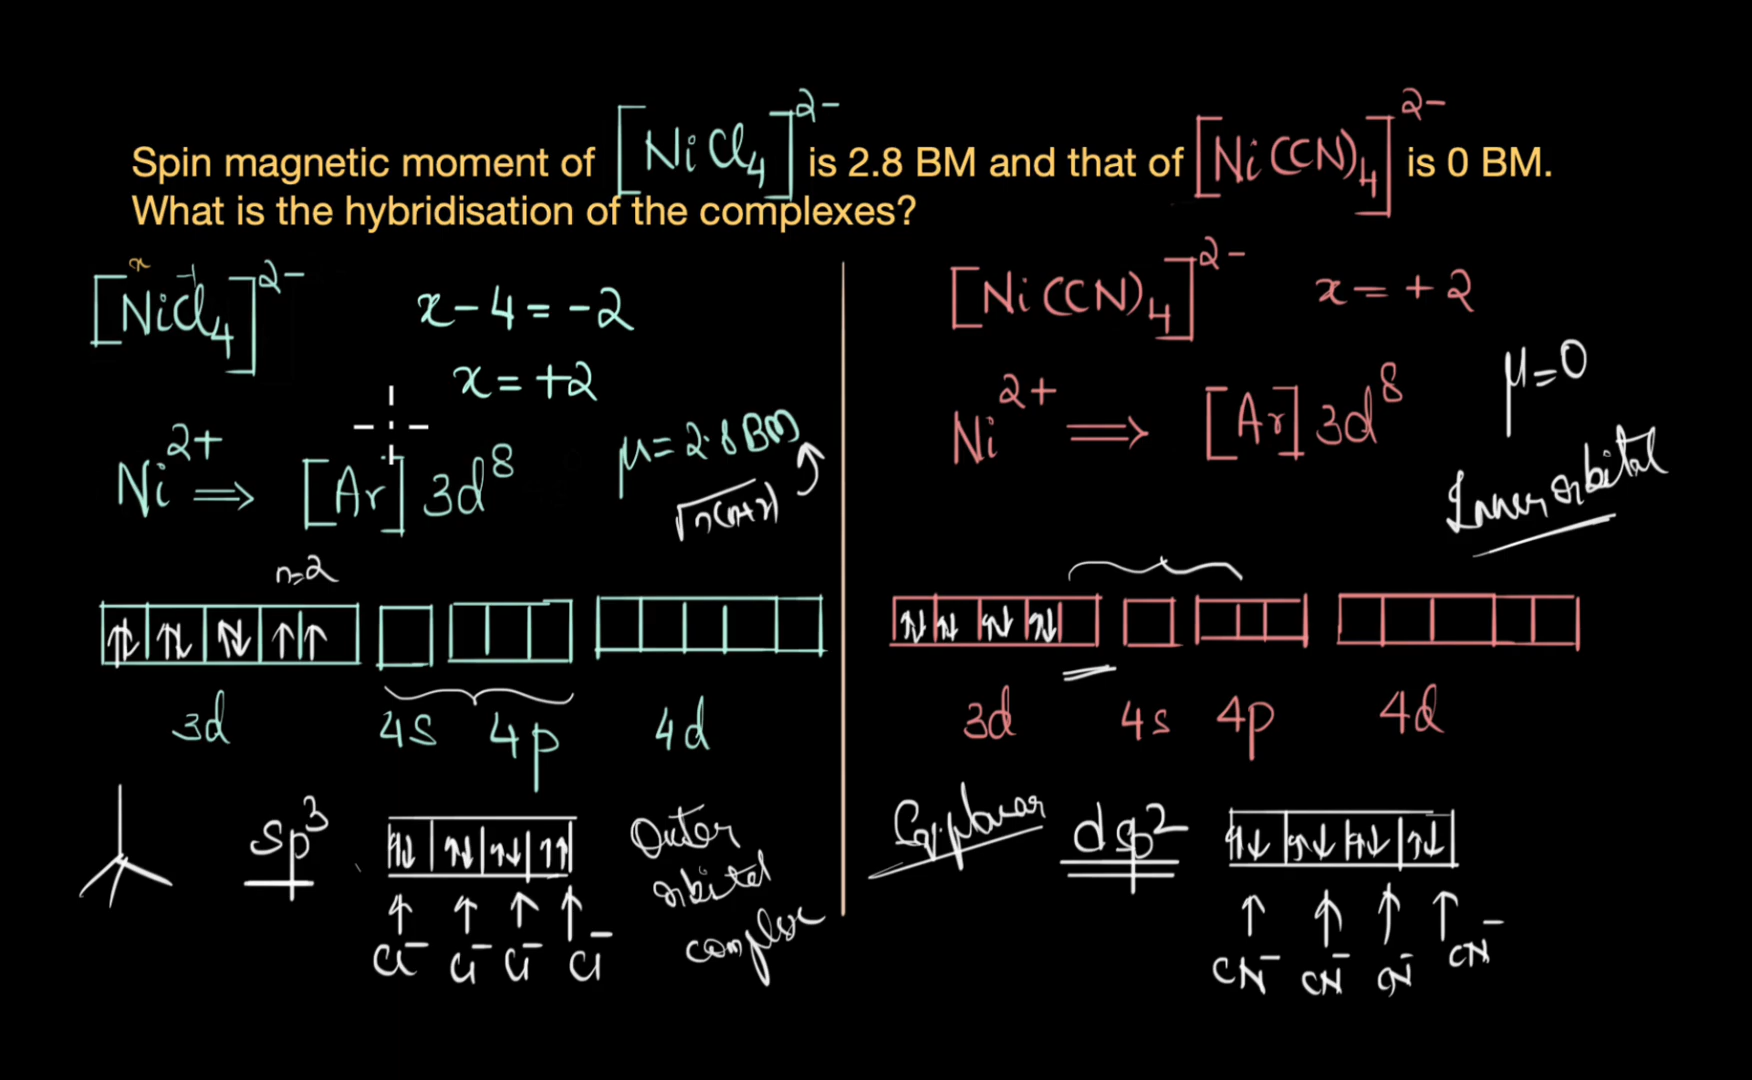 Spin magnetic moment of [NiCl₄]²⁻ is 2.8 BM and that of [Ni(CN)₄]²⁻ is 0 BM.
What is the hybridisation of the complexes?
x -1
[NiCl₄]²⁻
x - 4 = -2
x = +2
Ni²⁺ ⇒ [Ar] 3d⁸
μ = 2.8 BM
√n(n+2)
n=2
3d 4s 4p 4d
sp³
Outer
orbital
complex
Cl⁻ Cl⁻ Cl⁻ Cl⁻
[Ni(CN)₄]²⁻ x = +2
μ=0
Ni²⁺ ⇒ [Ar] 3d⁸
Inner orbital
3d 4s 4p 4d
Sq. planar dsp²
CN⁻ CN⁻ CN⁻ CN⁻